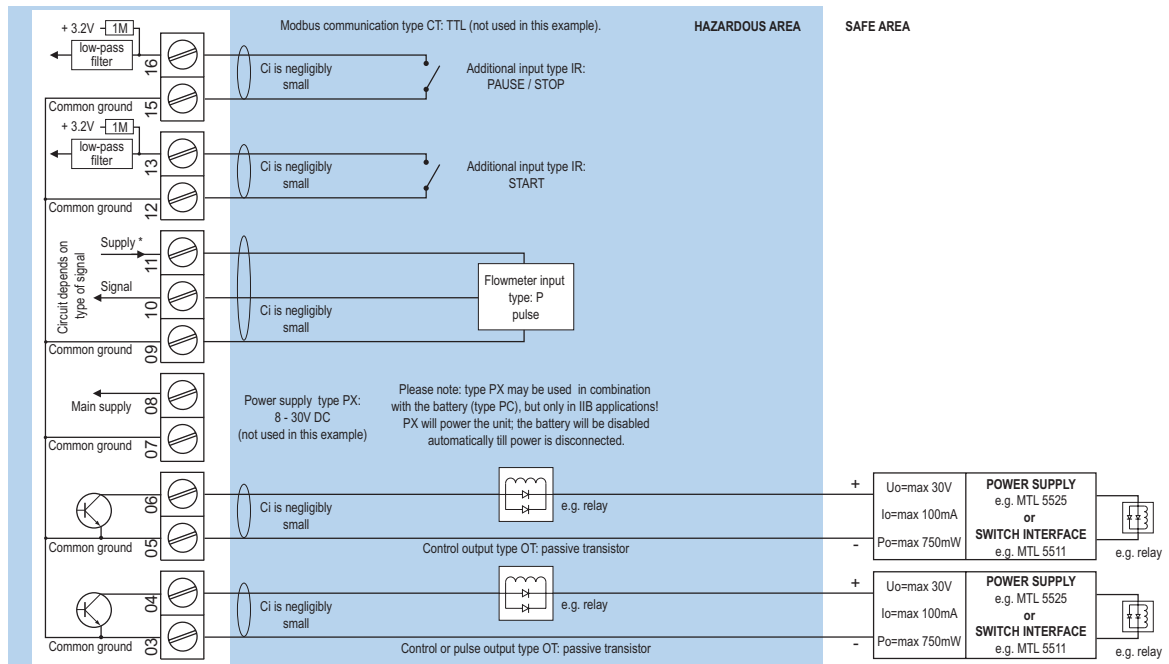 Modbus communication type CT: TTL (not used in this example).
HAZARDOUS AREA
SAFE AREA
+ 3.2V
1M
low-pass
filter
16
Ci is negligibly
small
Additional input type IR:
PAUSE / STOP
Common ground
15
+ 3.2V
1M
low-pass
filter
13
Ci is negligibly
small
Additional input type IR:
START
Common ground
12
Circuit depends on
type of signal
Supply *
11
Signal
10
Flowmeter input
type: P
pulse
Ci is negligibly
small
Common ground
09
Main supply
08
Power supply type PX:
8 - 30V DC
(not used in this example)
Please note: type PX may be used in combination
with the battery (type PC), but only in IIB applications!
PX will power the unit; the battery will be disabled
automatically till power is disconnected.
Common ground
07
06
Ci is negligibly
small
e.g. relay
+
Uo=max 30V
Io=max 100mA
Po=max 750mW
POWER SUPPLY
e.g. MTL 5525
or
SWITCH INTERFACE
e.g. MTL 5511
e.g. relay
Common ground
05
Control output type OT: passive transistor
-
04
Ci is negligibly
small
e.g. relay
+
Uo=max 30V
Io=max 100mA
Po=max 750mW
POWER SUPPLY
e.g. MTL 5525
or
SWITCH INTERFACE
e.g. MTL 5511
e.g. relay
Common ground
03
Control or pulse output type OT: passive transistor
-